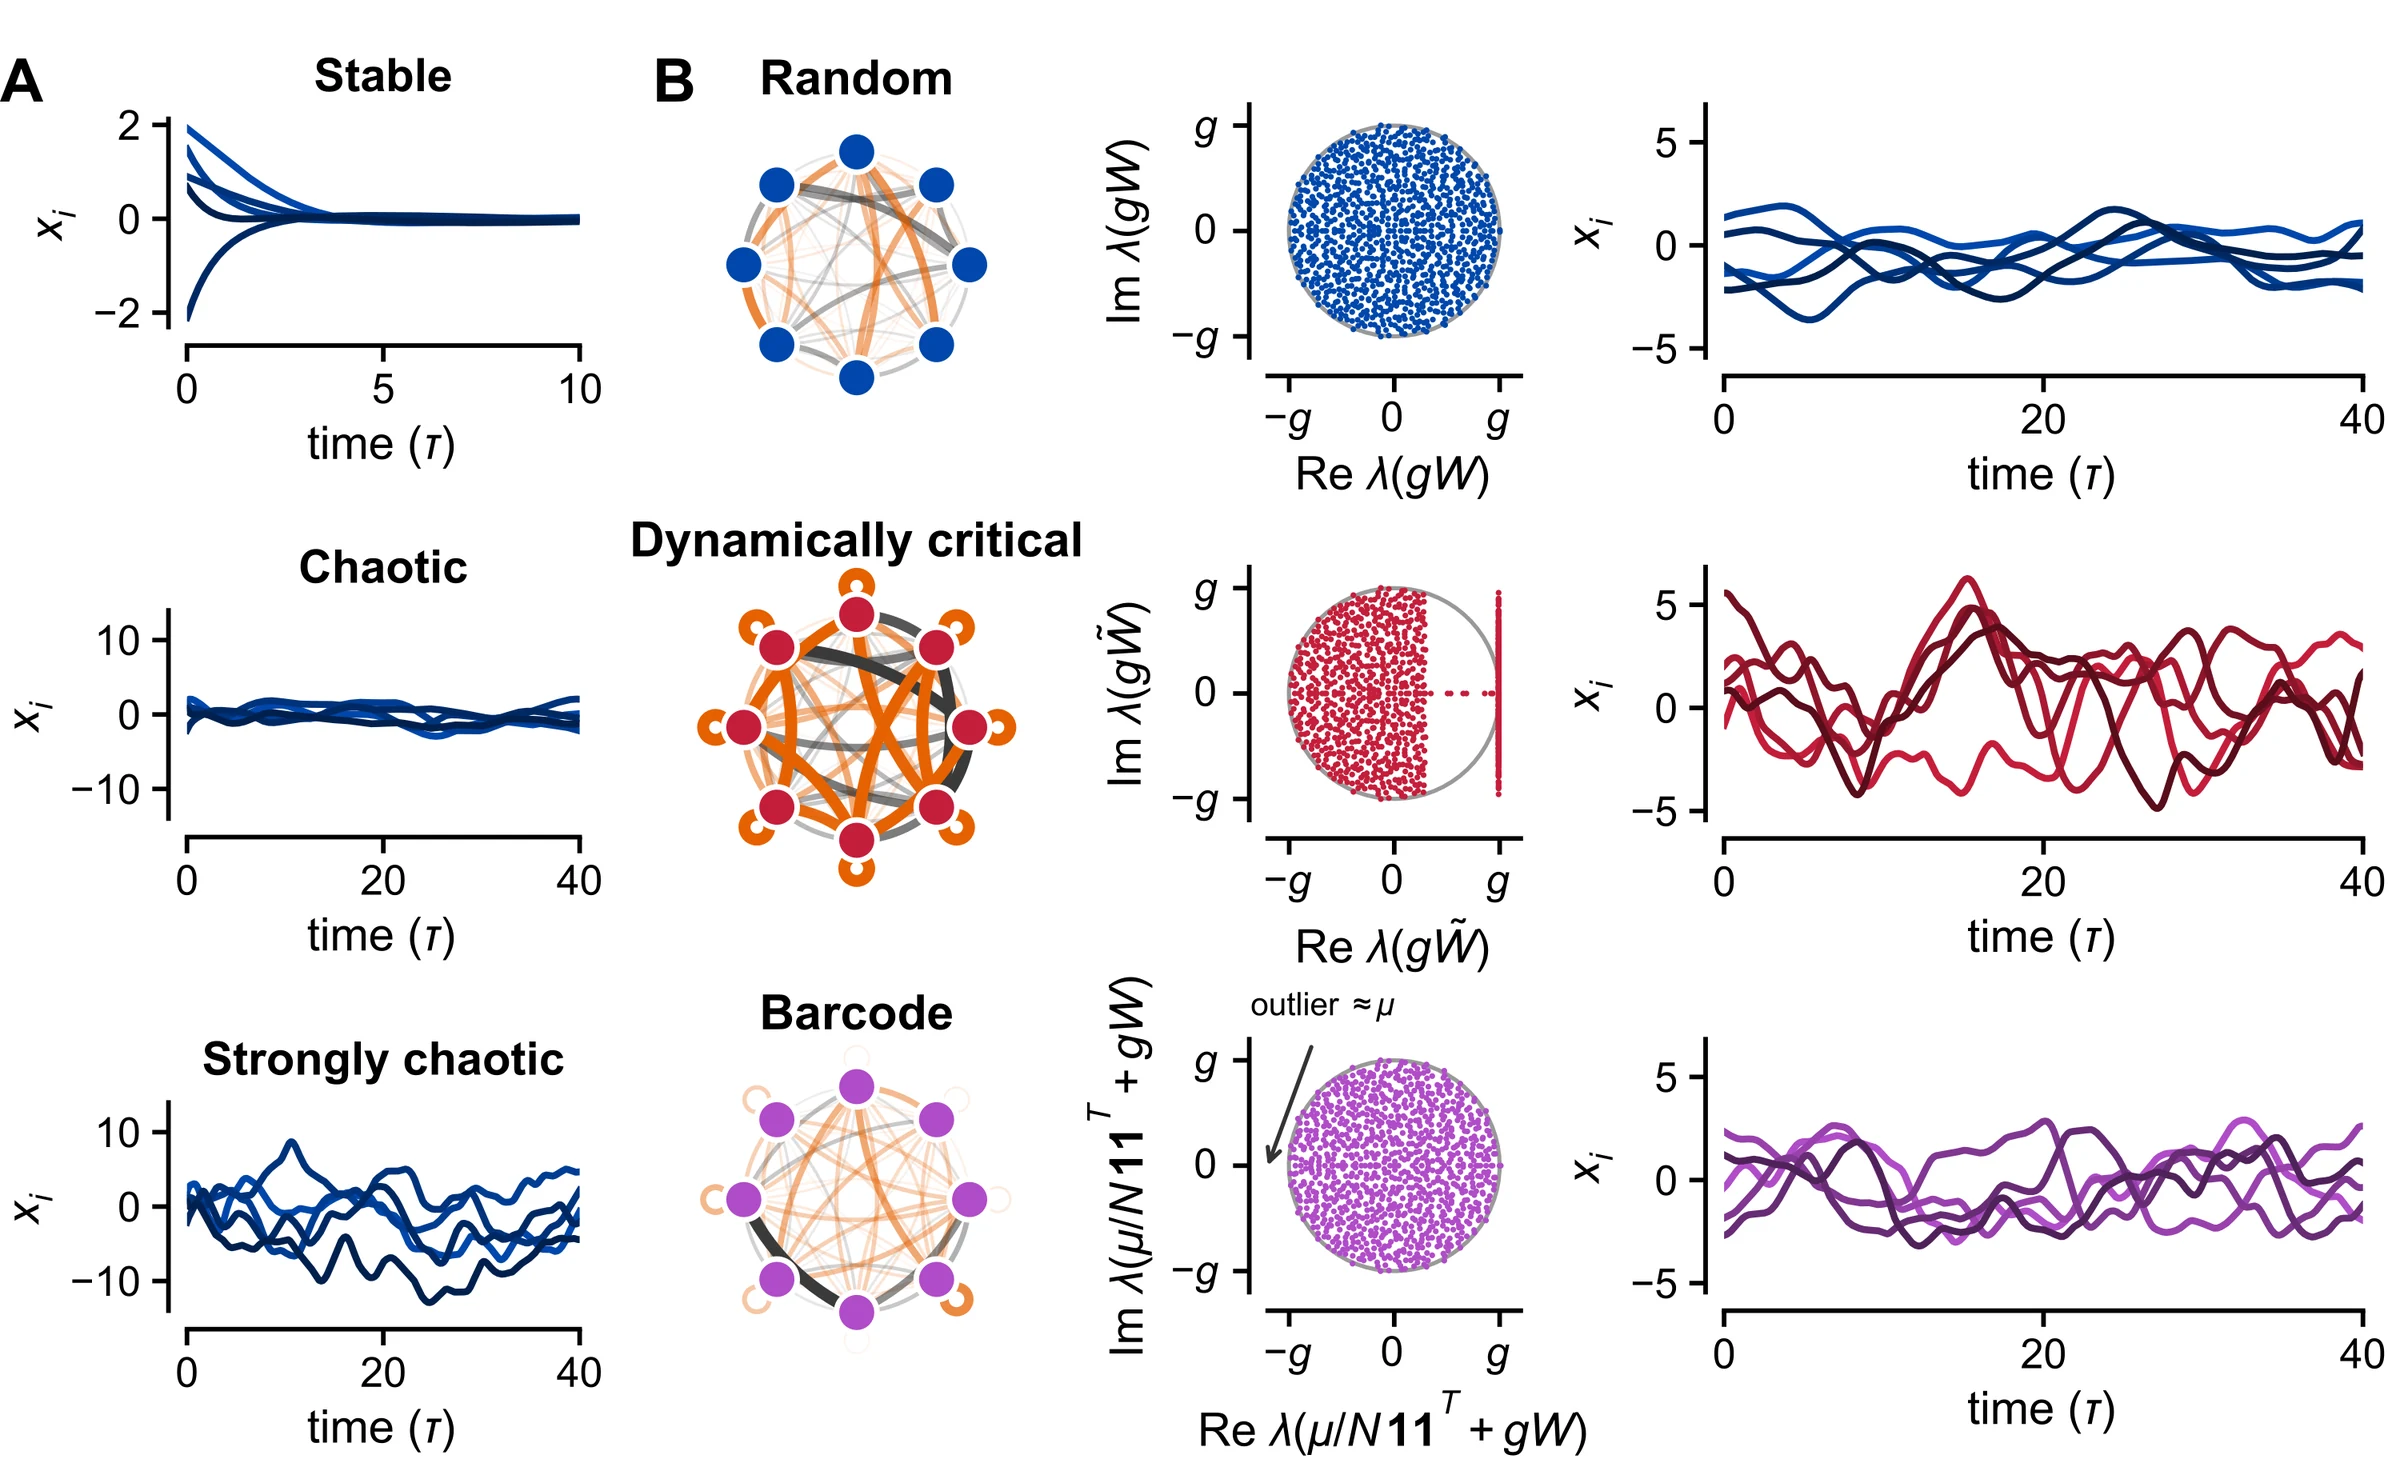 A
Stable
2
0
−2
x_i
0 5 10
time (τ)
Chaotic
10
0
−10
x_i
0 20 40
time (τ)
Strongly chaotic
10
0
−10
x_i
0 20 40
time (τ)
B
Random
g
0
−g
Im λ(gW)
−g 0 g
Re λ(gW)
5
0
−5
x_i
0 20 40
time (τ)
Dynamically critical
g
0
−g
Im λ(gW̃)
−g 0 g
Re λ(gW̃)
5
0
−5
x_i
0 20 40
time (τ)
Barcode
outlier ≈ μ
g
0
−g
Im λ(μ/N 11^T + gW)
−g 0 g
Re λ(μ/N 11^T + gW)
5
0
−5
x_i
0 20 40
time (τ)